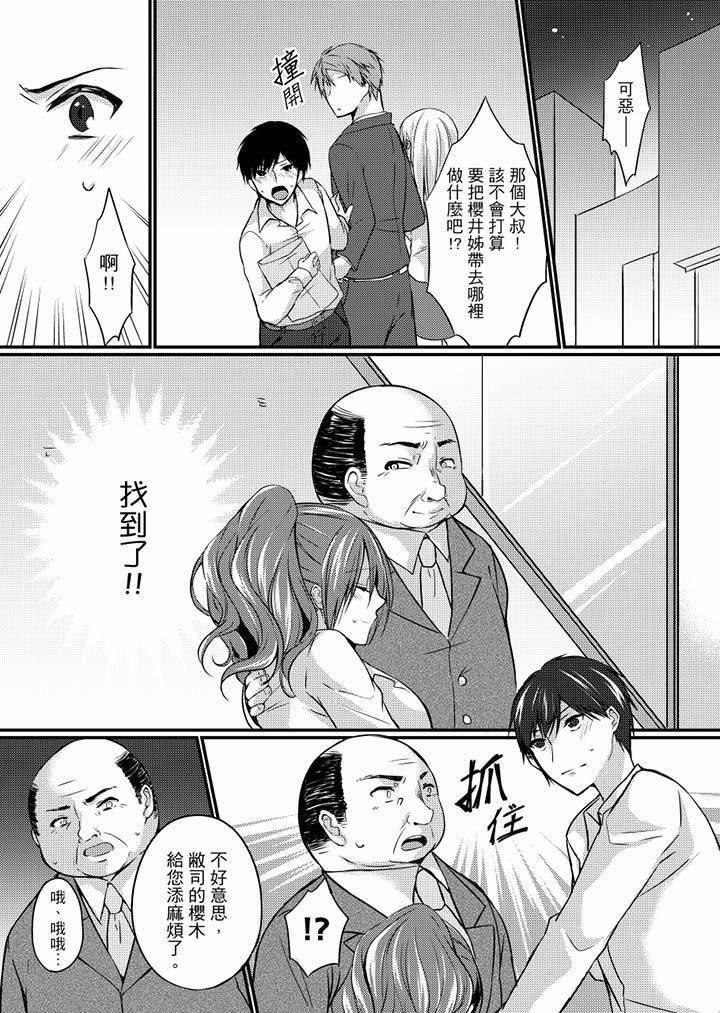 可惡——
那個大叔！
該不會打算
要把櫻井姊帶去哪裡
做什麼吧!?
撞開
啊!!
找到了!!
抓住
!?
不好意思，
敝司的櫻木
給您添麻煩了。
哦、哦哦…